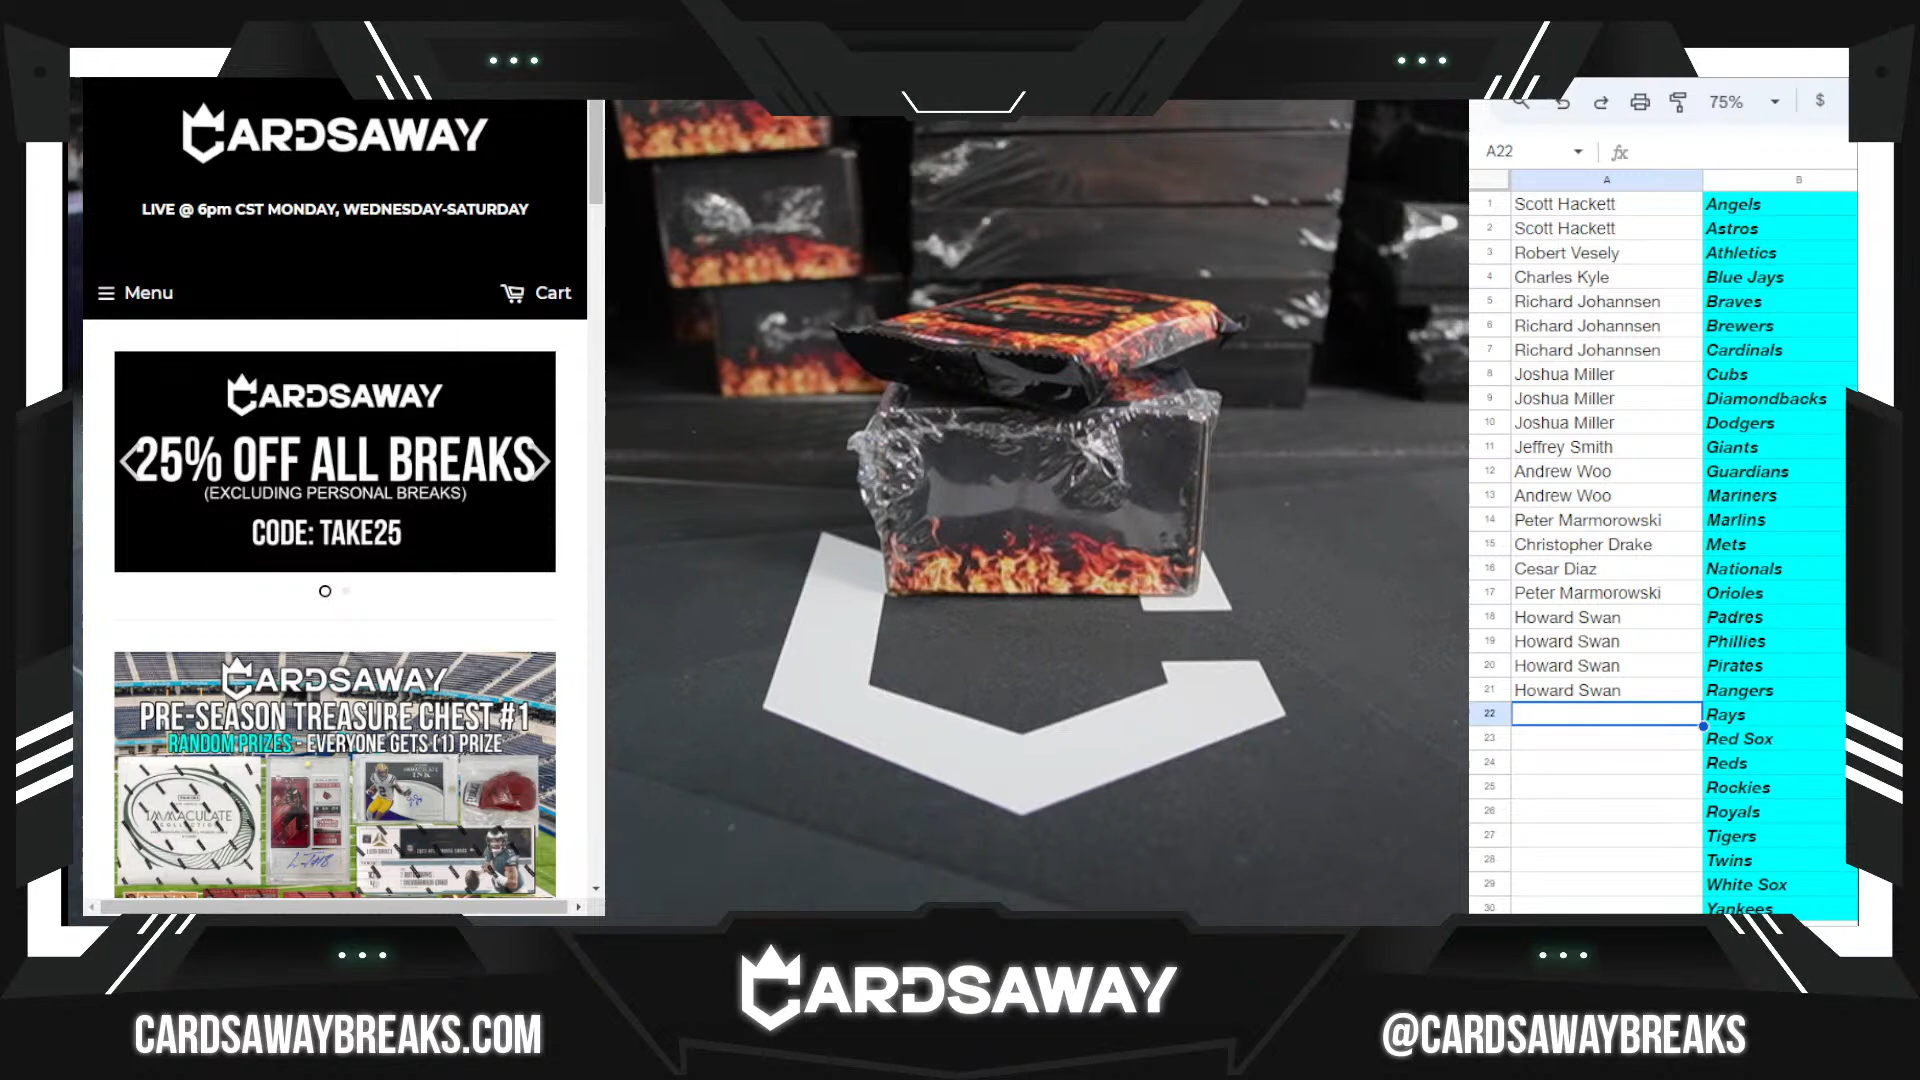 CARDSAWAY
LIVE @ 6pm CST MONDAY, WEDNESDAY-SATURDAY
Menu
Cart
CARDSAWAY
25% OFF ALL BREAKS
(EXCLUDING PERSONAL BREAKS)
CODE: TAKE25
CARDSAWAY
PRE-SEASON TREASURE CHEST #1
RANDOM PRIZES - EVERYONE GETS (1) PRIZE
IMMACULATE
COLLECTION
75%
$
A22
fx
A B
1 Scott Hackett Angels
2 Scott Hackett Astros
3 Robert Vesely Athletics
4 Charles Kyle Blue Jays
5 Richard Johannsen Braves
6 Richard Johannsen Brewers
7 Richard Johannsen Cardinals
8 Joshua Miller Cubs
9 Joshua Miller Diamondbacks
10 Joshua Miller Dodgers
11 Jeffrey Smith Giants
12 Andrew Woo Guardians
13 Andrew Woo Mariners
14 Peter Marmorowski Marlins
15 Christopher Drake Mets
16 Cesar Diaz Nationals
17 Peter Marmorowski Orioles
18 Howard Swan Padres
19 Howard Swan Phillies
20 Howard Swan Pirates
21 Howard Swan Rangers
22 Rays
23 Red Sox
24 Reds
25 Rockies
26 Royals
27 Tigers
28 Twins
29 White Sox
30 Yankees
CARDSAWAY
CARDSAWAYBREAKS.COM
@CARDSAWAYBREAKS